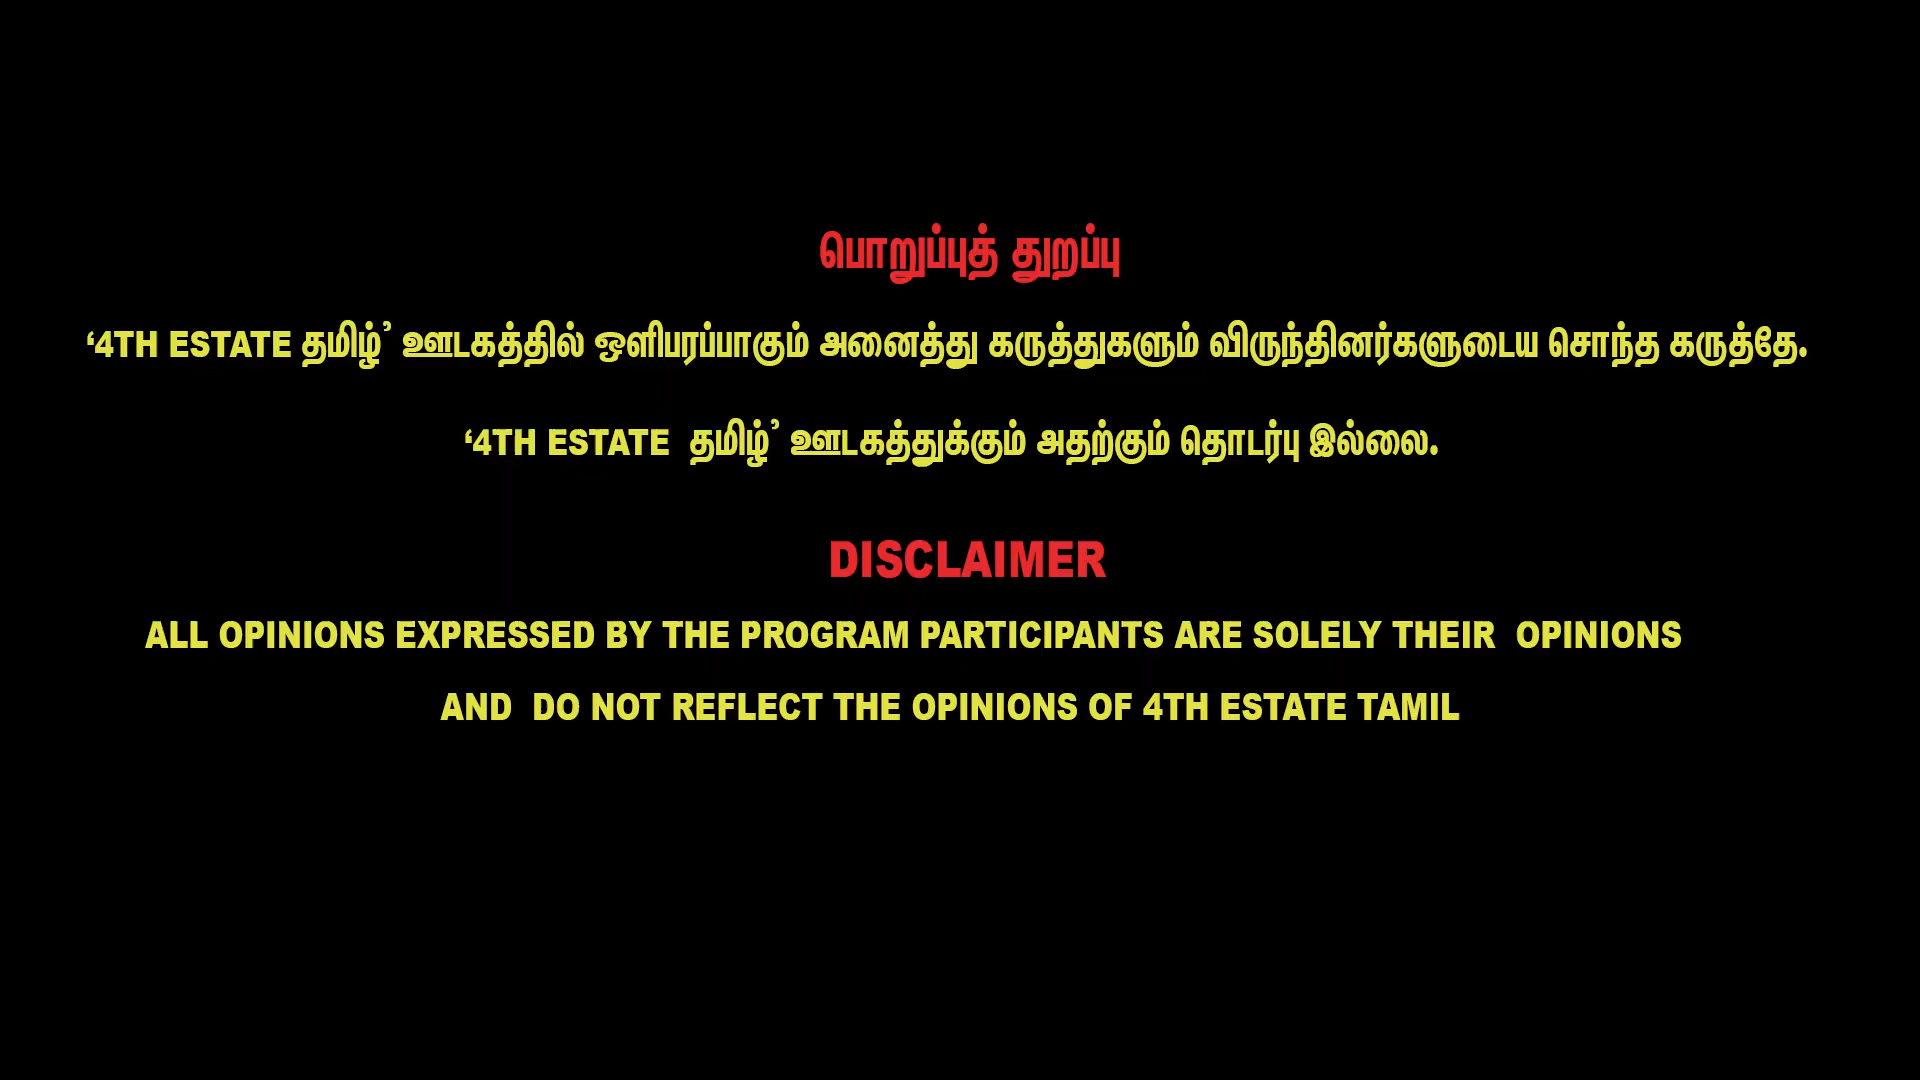 பொறுப்புத் துறப்பு
‘4TH ESTATE தமிழ்’ ஊடகத்தில் ஒளிபரப்பாகும் அனைத்து கருத்துகளும் விருந்தினர்களுடைய சொந்த கருத்தே.
‘4TH ESTATE தமிழ்’ ஊடகத்துக்கும் அதற்கும் தொடர்பு இல்லை.
DISCLAIMER
ALL OPINIONS EXPRESSED BY THE PROGRAM PARTICIPANTS ARE SOLELY THEIR OPINIONS
AND DO NOT REFLECT THE OPINIONS OF 4TH ESTATE TAMIL